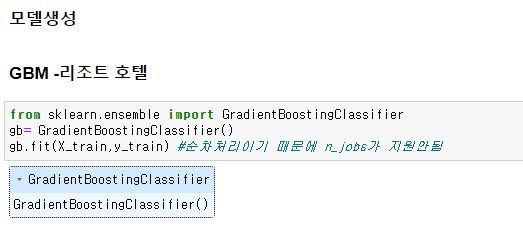 모델생성
GBM -리조트 호텔
from sklearn.ensemble import GradientBoostingClassifier
gb= GradientBoostingClassifier()
gb.fit(X_train,y_train) #순차처리이기 때문에 n_jobs가 지원안됨
GradientBoostingClassifier
GradientBoostingClassifier()